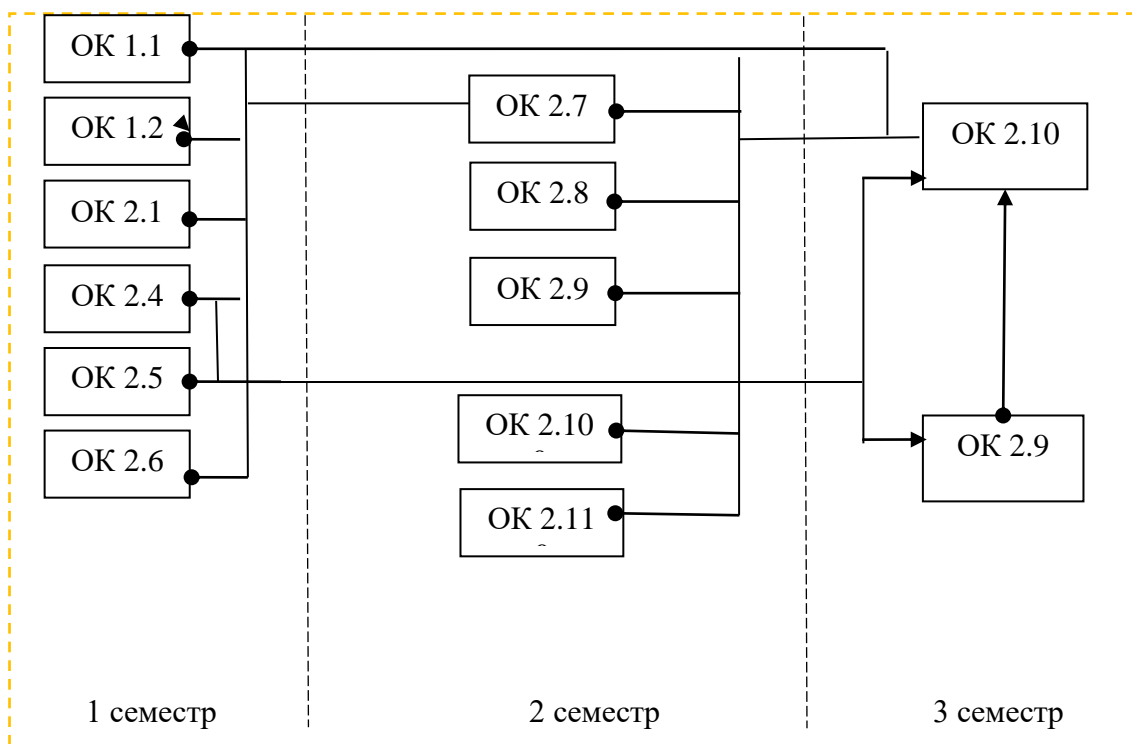 ОК 1.1
ОК 1.2
ОК 2.1
ОК 2.4
ОК 2.5
ОК 2.6
ОК 2.7
ОК 2.8
ОК 2.9
ОК 2.10
ОК 2.11
ОК 2.10
ОК 2.9
1 семестр
2 семестр
3 семестр